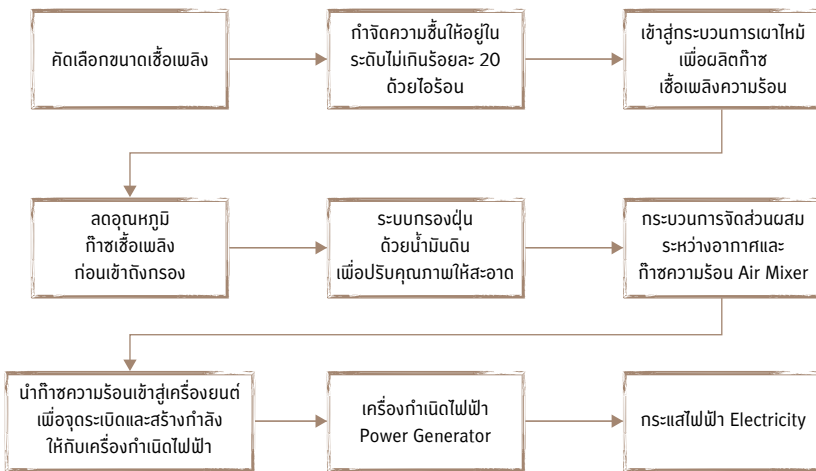 คัดเลือกขนาดเชื้อเพลิง
กำจัดความชื้นให้อยู่ใน
ระดับไม่เกินร้อยละ 20
ด้วยไอร้อน
เข้าสู่กระบวนการเผาไหม้
เพื่อผลิตก๊าซ
เชื้อเพลิงความร้อน
ลดอุณหภูมิ
ก๊าซเชื้อเพลิง
ก่อนเข้าถังกรอง
ระบบกรองฝุ่น
ด้วยน้ำมันดิน
เพื่อปรับคุณภาพให้สะอาด
กระบวนการจัดส่วนผสม
ระหว่างอากาศและ
ก๊าซความร้อน Air Mixer
นำก๊าซความร้อนเข้าสู่เครื่องยนต์
เพื่อจุดระเบิดและสร้างกำลัง
ให้กับเครื่องกำเนิดไฟฟ้า
เครื่องกำเนิดไฟฟ้า
Power Generator
กระแสไฟฟ้า Electricity